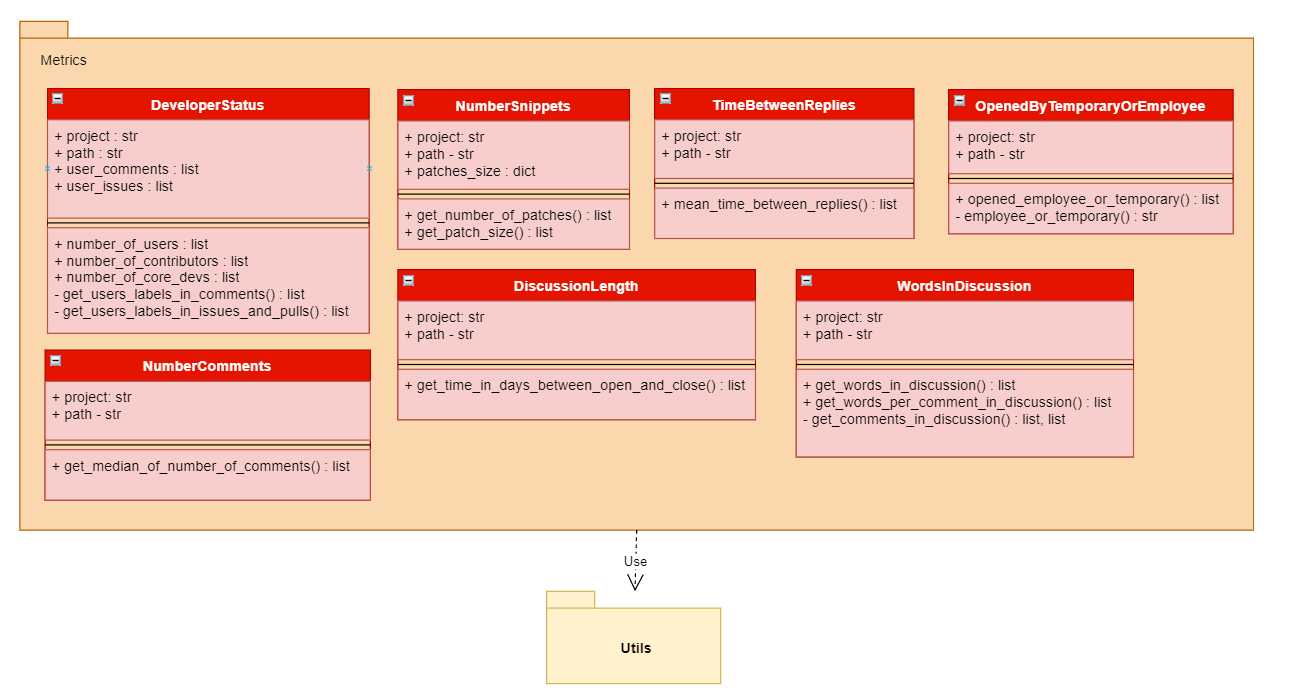 Metrics
DeveloperStatus
+ project : str
+ path : str
+ user_comments : list
+ user_issues : list
+ number_of_users : list
+ number_of_contributors : list
+ number_of_core_devs : list
- get_users_labels_in_comments() : list
- get_users_labels_in_issues_and_pulls() : list
NumberSnippets
+ project: str
+ path - str
+ patches_size : dict
+ get_number_of_patches() : list
+ get_patch_size() : list
TimeBetweenReplies
+ project: str
+ path - str
+ mean_time_between_replies() : list
OpenedByTemporaryOrEmployee
+ project: str
+ path - str
+ opened_employee_or_temporary() : list
- employee_or_temporary() : str
NumberComments
+ project: str
+ path - str
+ get_median_of_number_of_comments() : list
DiscussionLength
+ project: str
+ path - str
+ get_time_in_days_between_open_and_close() : list
WordsInDiscussion
+ project: str
+ path - str
+ get_words_in_discussion() : list
+ get_words_per_comment_in_discussion() : list
- get_comments_in_discussion() : list, list
Use
Utils